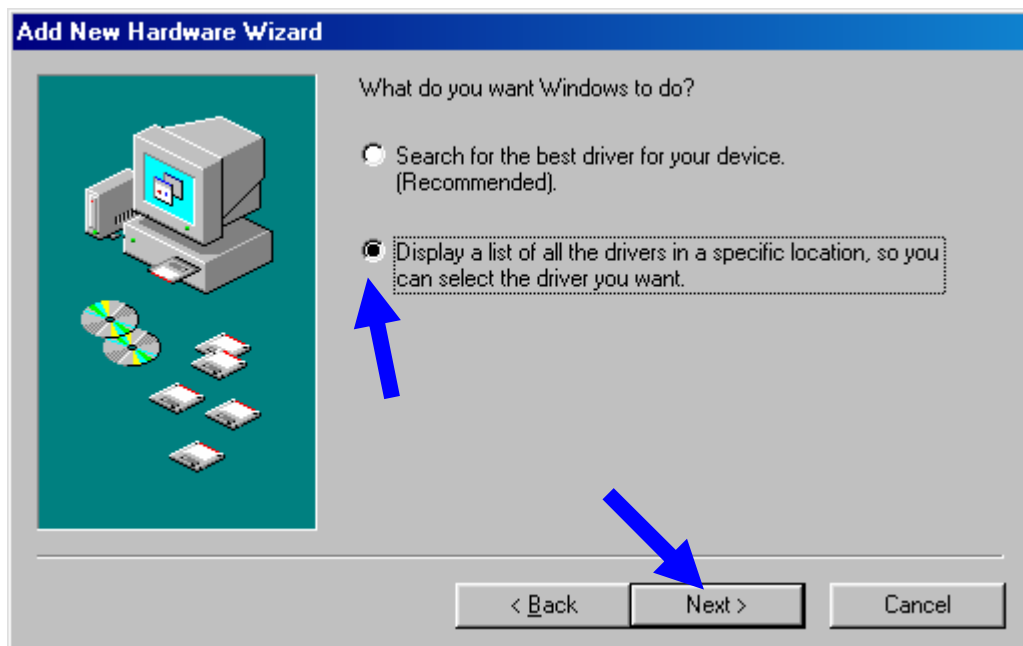 Add New Hardware Wizard
What do you want Windows to do?
Search for the best driver for your device.
(Recommended).
Display a list of all the drivers in a specific location, so you
can select the driver you want.
< Back
Next >
Cancel